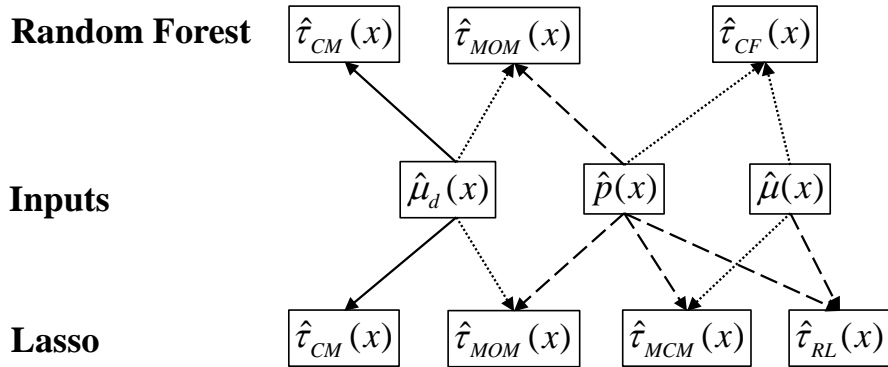 Random Forest τ̂_CM(x) τ̂_MOM(x) τ̂_CF(x)
Inputs μ̂_d(x) p̂(x) μ̂(x)
Lasso τ̂_CM(x) τ̂_MOM(x) τ̂_MCM(x) τ̂_RL(x)